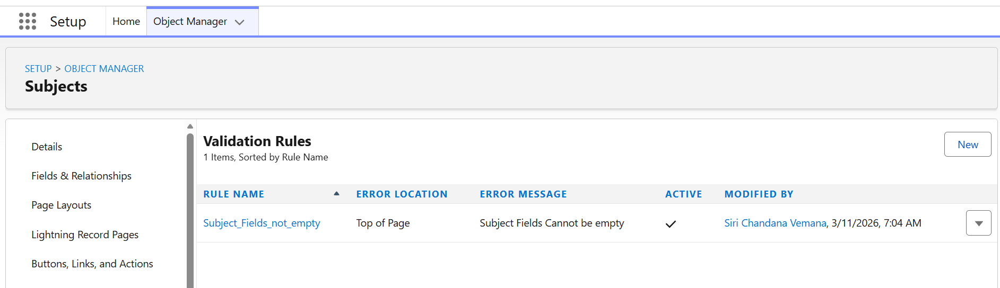 Setup Home Object Manager
SETUP > OBJECT MANAGER
Subjects
Details
Fields & Relationships
Page Layouts
Lightning Record Pages
Buttons, Links, and Actions
Validation Rules
1 Items, Sorted by Rule Name
New
RULE NAME ERROR LOCATION ERROR MESSAGE ACTIVE MODIFIED BY
Subject_Fields_not_empty Top of Page Subject Fields Cannot be empty Siri Chandana Vemana, 3/11/2026, 7:04 AM